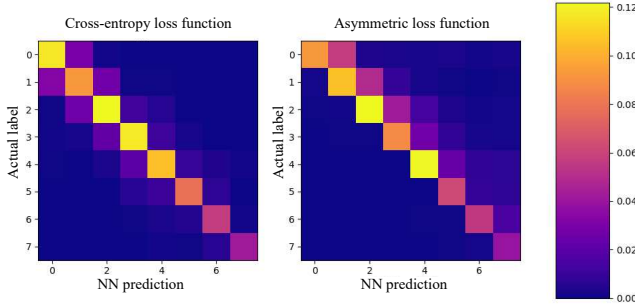 Cross-entropy loss function
Asymmetric loss function
Actual label
0
1
2
3
4
5
6
7
0 2 4 6
NN prediction
Actual label
0
1
2
3
4
5
6
7
0 2 4 6
NN prediction
0.12
0.10
0.08
0.06
0.04
0.02
0.00